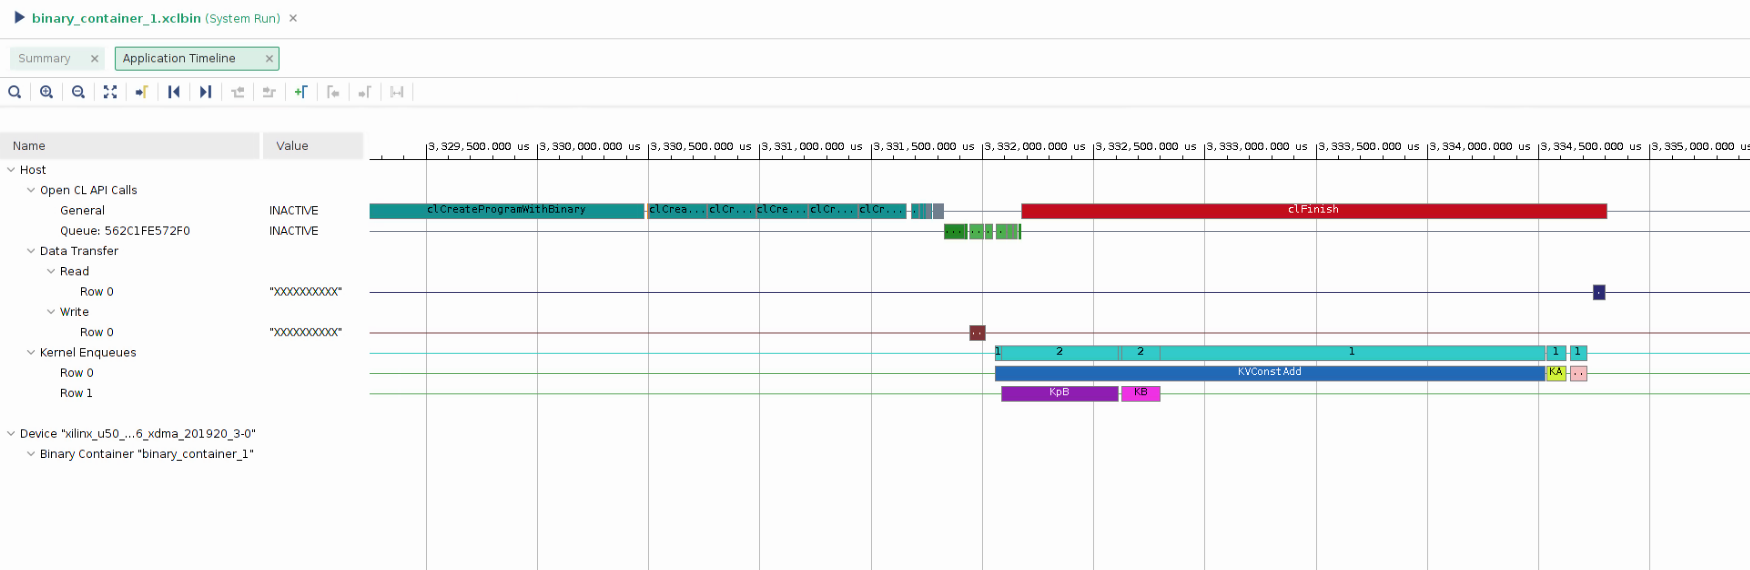 binary_container_1.xclbin (System Run) ×
Summary × Application Timeline ×
Name Value 3,329,500.000 us 3,330,000.000 us 3,330,500.000 us 3,331,000.000 us 3,331,500.000 us 3,332,000.000 us 3,332,500.000 us 3,333,000.000 us 3,333,500.000 us 3,334,000.000 us 3,334,500.000 us 3,335,000.000 us
Host
Open CL API Calls
General INACTIVE clCreateProgramWithBinary clCrea... clCr... clCre... clCr... clCr... . clFinish
Queue: 562C1FE572F0 INACTIVE ... .. . .
Data Transfer
Read
Row 0 "XXXXXXXXXX" .
Write
Row 0 "XXXXXXXXXX" ..
Kernel Enqueues 1 2 2 1 1 1
Row 0 KVConstAdd KA ..
Row 1 KpB KB
Device "xilinx_u50_...6_xdma_201920_3-0"
Binary Container "binary_container_1"